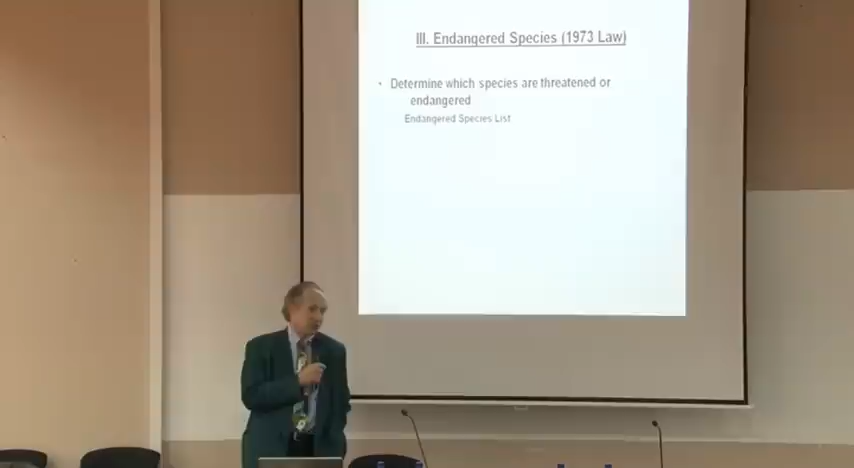 III. Endangered Species (1973 Law)
• Determine which species are threatened or
endangered
Endangered Species List